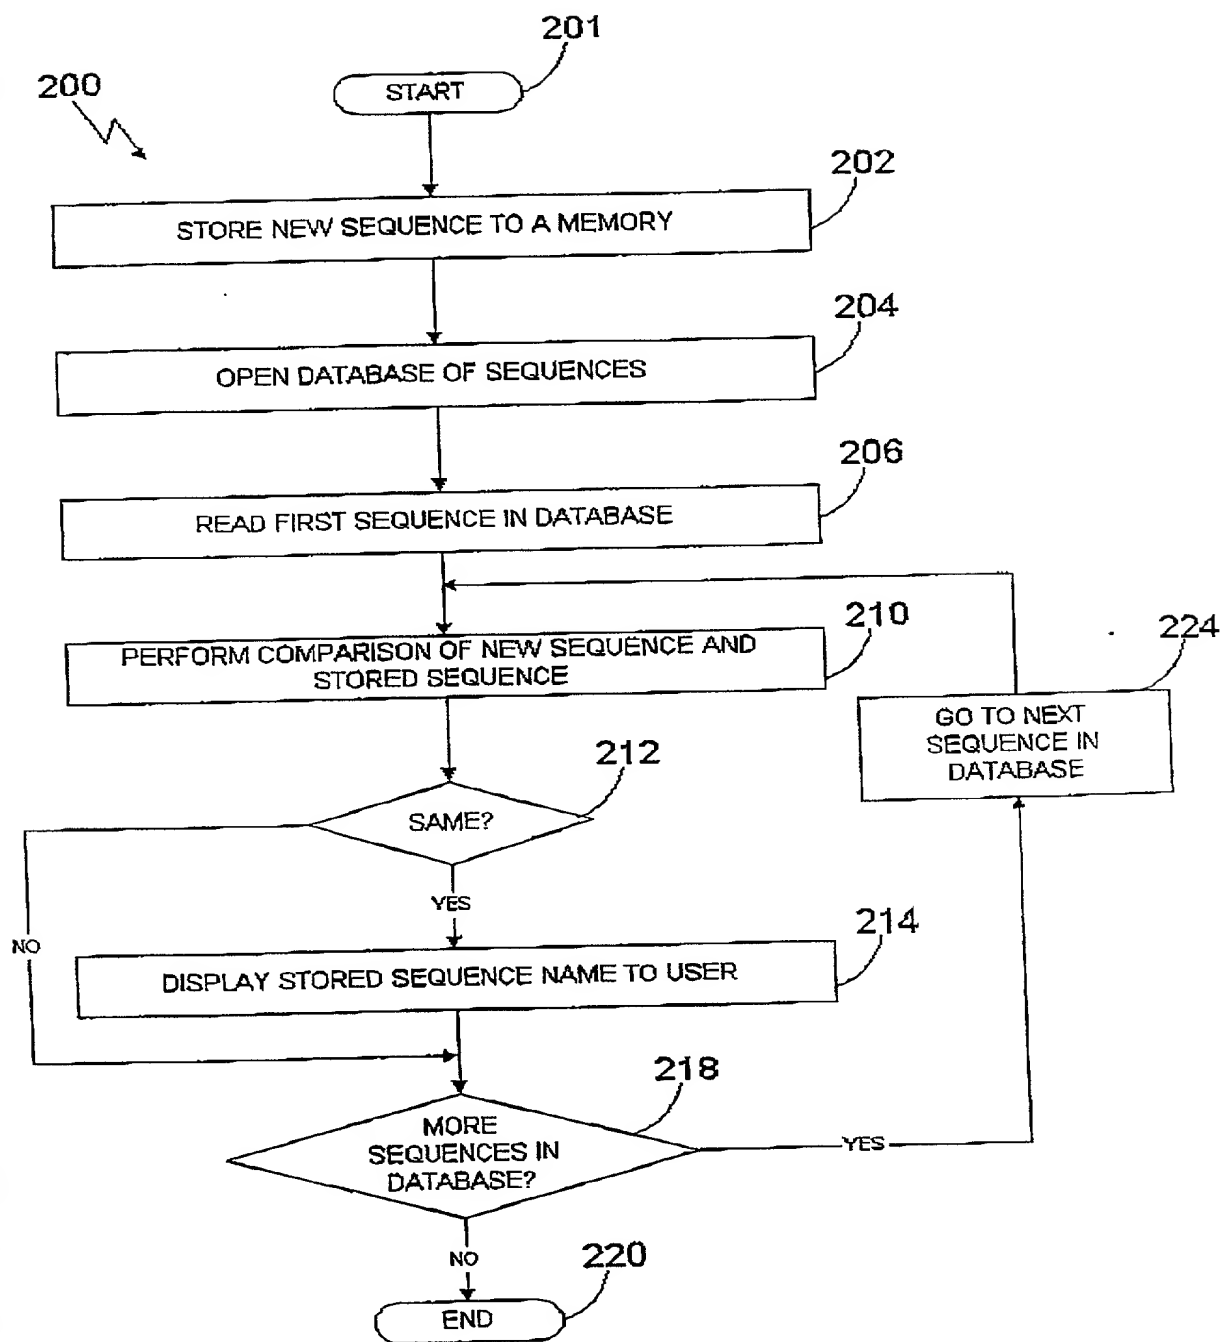 201
START
200
202
STORE NEW SEQUENCE TO A MEMORY
204
OPEN DATABASE OF SEQUENCES
206
READ FIRST SEQUENCE IN DATABASE
210
PERFORM COMPARISON OF NEW SEQUENCE AND
STORED SEQUENCE
224
GO TO NEXT
SEQUENCE IN
DATABASE
212
SAME?
YES
NO
214
DISPLAY STORED SEQUENCE NAME TO USER
218
MORE
SEQUENCES IN
DATABASE?
YES
NO
220
END